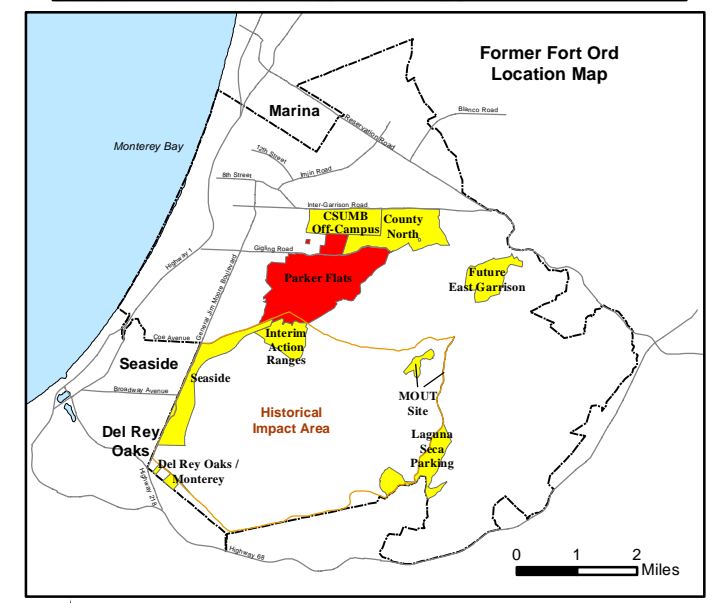 Former Fort Ord
Location Map
Marina
Blanco Road
Reservation Road
Monterey Bay
12th Street
Imjin Road
8th Street
Inter-Garrison Road
CSUMB
Off-Campus
County
North
Gigling Road
Highway 1
General Jim Moore Boulevard
Parker Flats
Future
East Garrison
Coe Avenue
Interim
Action
Ranges
Seaside
Seaside
Broadway Avenue
MOUT
Site
Historical
Impact Area
Del Rey
Oaks
Laguna
Seca
Parking
Del Rey Oaks /
Monterey
Highway 218
Highway 68
0 1 2
Miles